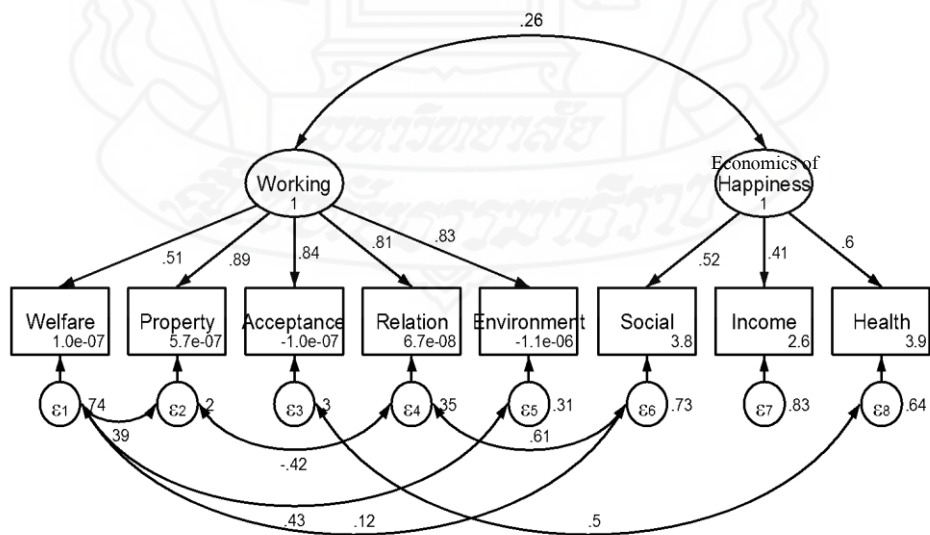 .26
Economics of
Working
Happiness
1
1
.51
.89
.84
.81
.83
.52
.41
.6
Welfare
Property
Acceptance
Relation
Environment
Social
Income
Health
1.0e-07
5.7e-07
-1.0e-07
6.7e-08
-1.1e-06
3.8
2.6
3.9
ε1 .74
ε2 .2
ε3 .3
ε4 .35
ε5 .31
ε6 .73
ε7 .83
ε8 .64
.39
-.42
.61
.43
.12
.5